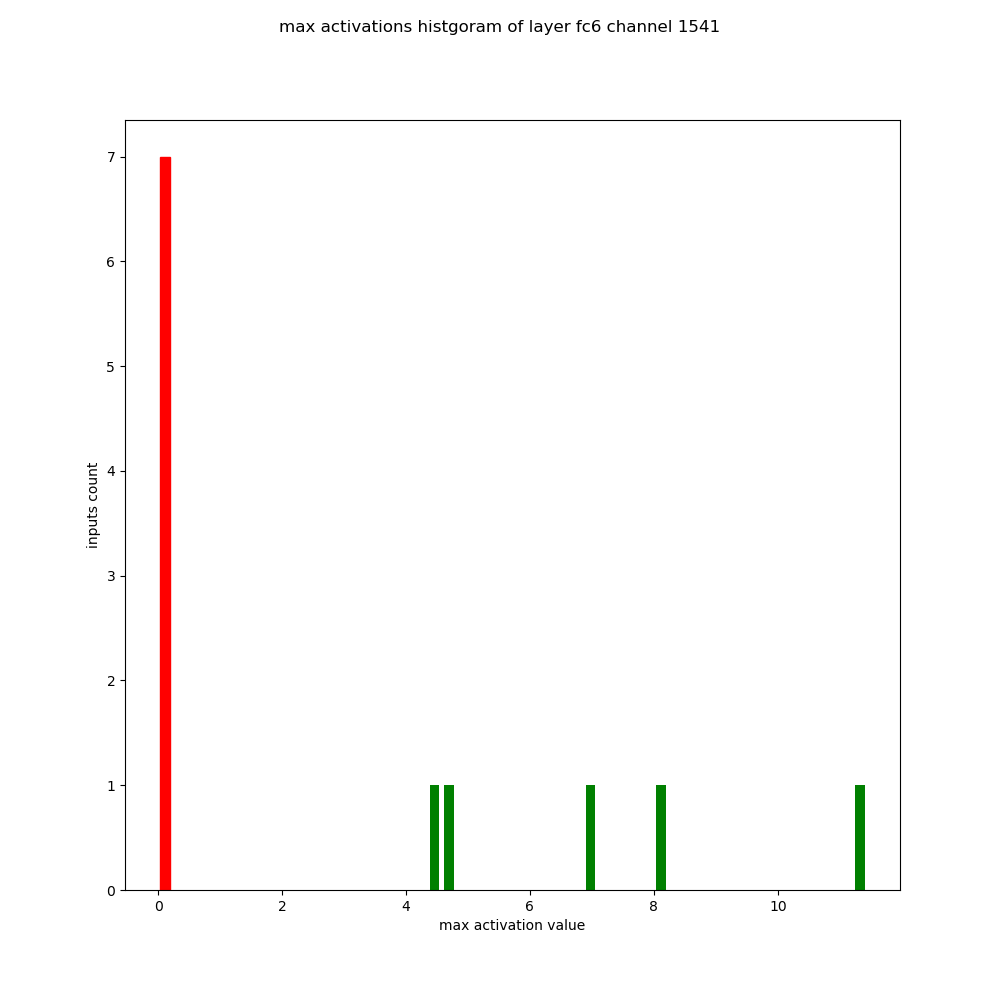 max activations histgoram of layer fc6 channel 1541
7
6
5
4
3
2
1
0
inputs count
0 2 4 6 8 10
max activation value